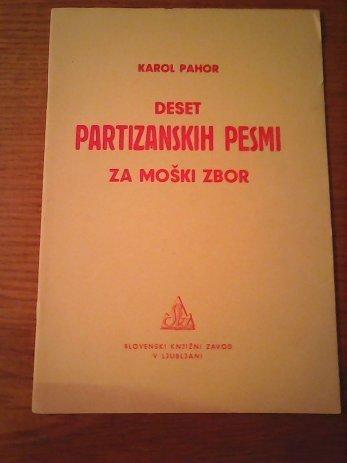 KAROL PAHOR
DESET
PARTIZANSKIH PESMI
ZA MOŠKI ZBOR
SLOVENSKI KNJIŽNI ZAVOD
V LJUBLJANI